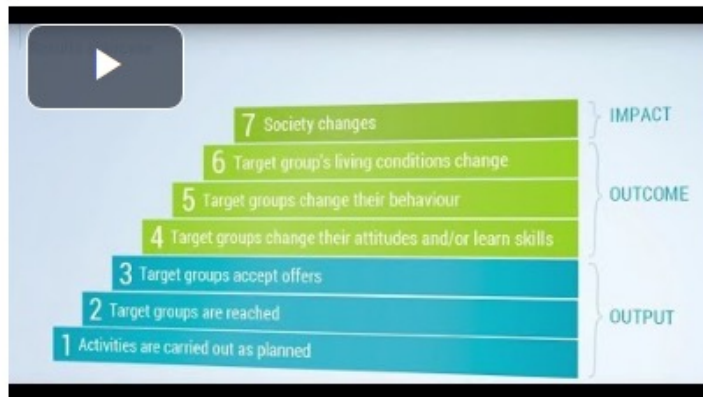 7 Society changes
IMPACT
6 Target group's living conditions change
5 Target groups change their behaviour
OUTCOME
4 Target groups change their attitudes and/or learn skills
3 Target groups accept offers
2 Target groups are reached
OUTPUT
1 Activities are carried out as planned